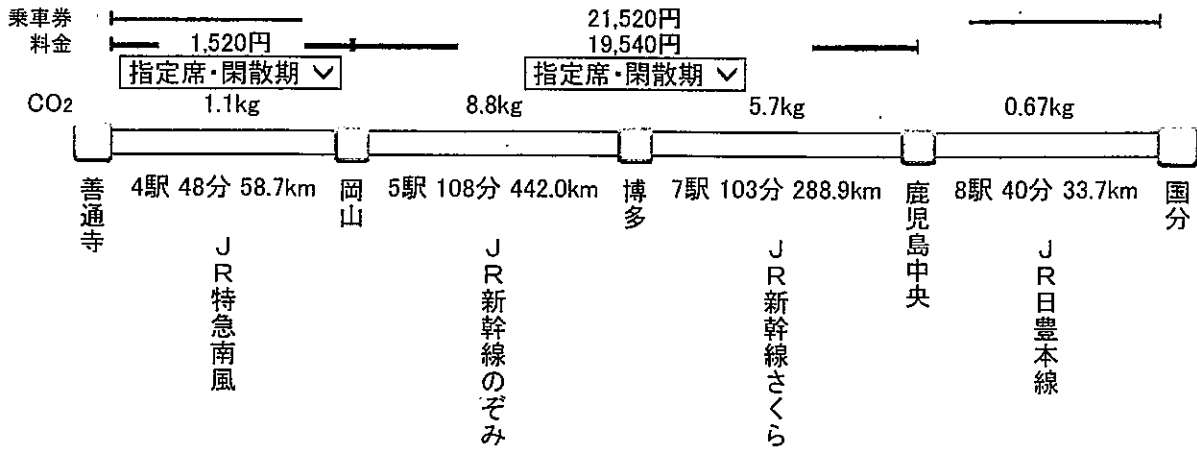 乗車券 21,520円
料金 1,520円 19,540円
指定席・閑散期 指定席・閑散期
CO2 1.1kg 8.8kg 5.7kg 0.67kg
4駅 48分 58.7km 5駅 108分 442.0km 7駅 103分 288.9km 8駅 40分 33.7km
善通寺
岡山
博多
鹿児島中央
国分
JR特急南風
JR新幹線のぞみ
JR新幹線さくら
JR日豊本線